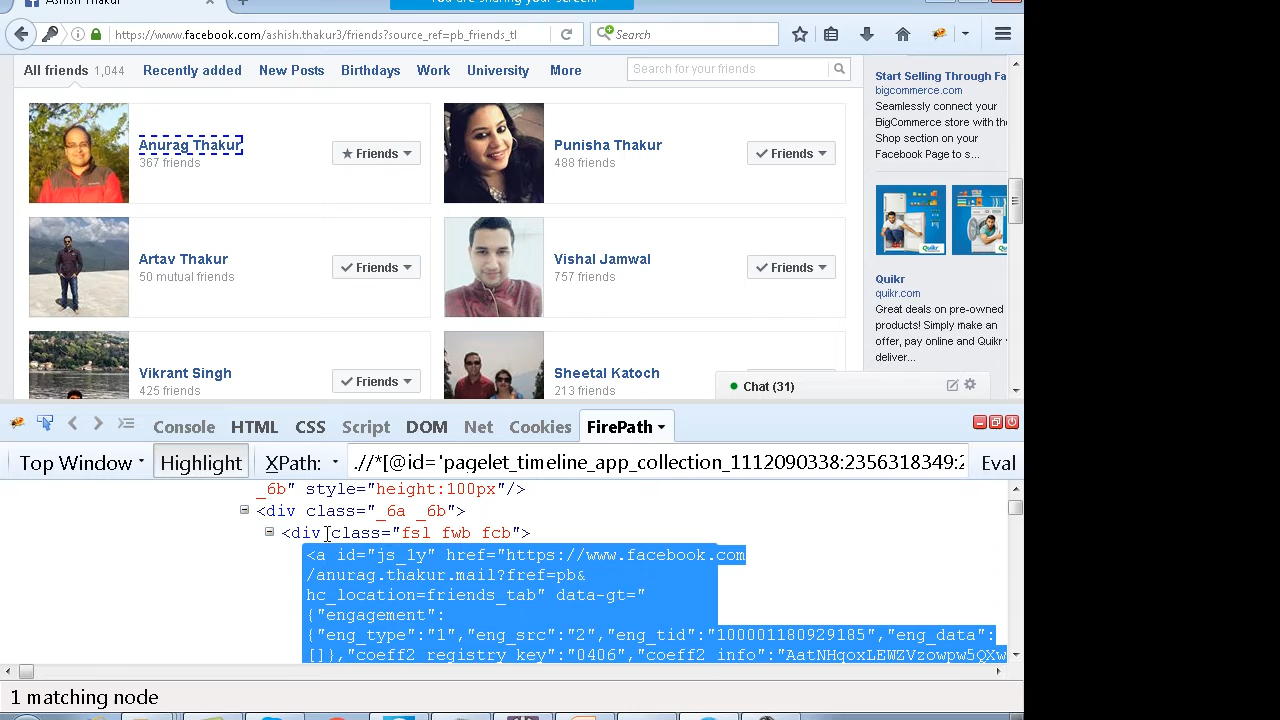 Ashish Thakur
You are sharing your screen.
https://www.facebook.com/ashishthakur3/friends?source_ref=pb_friends_tl
Search
All friends 1,044 Recently added New Posts Birthdays Work University More
Search for your friends
Anurag Thakur
367 friends
Friends
Punisha Thakur
488 friends
Friends
Artav Thakur
50 mutual friends
Friends
Vishal Jamwal
757 friends
Friends
Vikrant Singh
425 friends
Friends
Sheetal Katoch
213 friends
Start Selling Through Fa
bigcommerce.com
Seamlessly connect your
BigCommerce store with the
Shop section on your
Facebook Page to s...
Quikr
Quikr
Quikr
quikr.com
Great deals on pre-owned
products! Simply make an
offer, pay online and Quikr
deliver...
Chat (31)
Console HTML CSS Script DOM Net Cookies FirePath
Top Window Highlight XPath: .//*[@id='pagelet_timeline_app_collection_1112090338:2356318349:2 Eval
_6b" style="height:100px"/>
<div class="_6a _6b">
<div class="fsl fwb fcb">
<a id="js_1y" href="https://www.facebook.com
/anurag.thakur.mail?fref=pb&
hc_location=friends_tab" data-gt="
{"engagement":
{"eng_type":"1","eng_src":"2","eng_tid":"100001180929185","eng_data":
[]},"coeff2_registry_key":"0406","coeff2_info":"AatNHqoxLEWZVzowpw5QXw
1 matching node